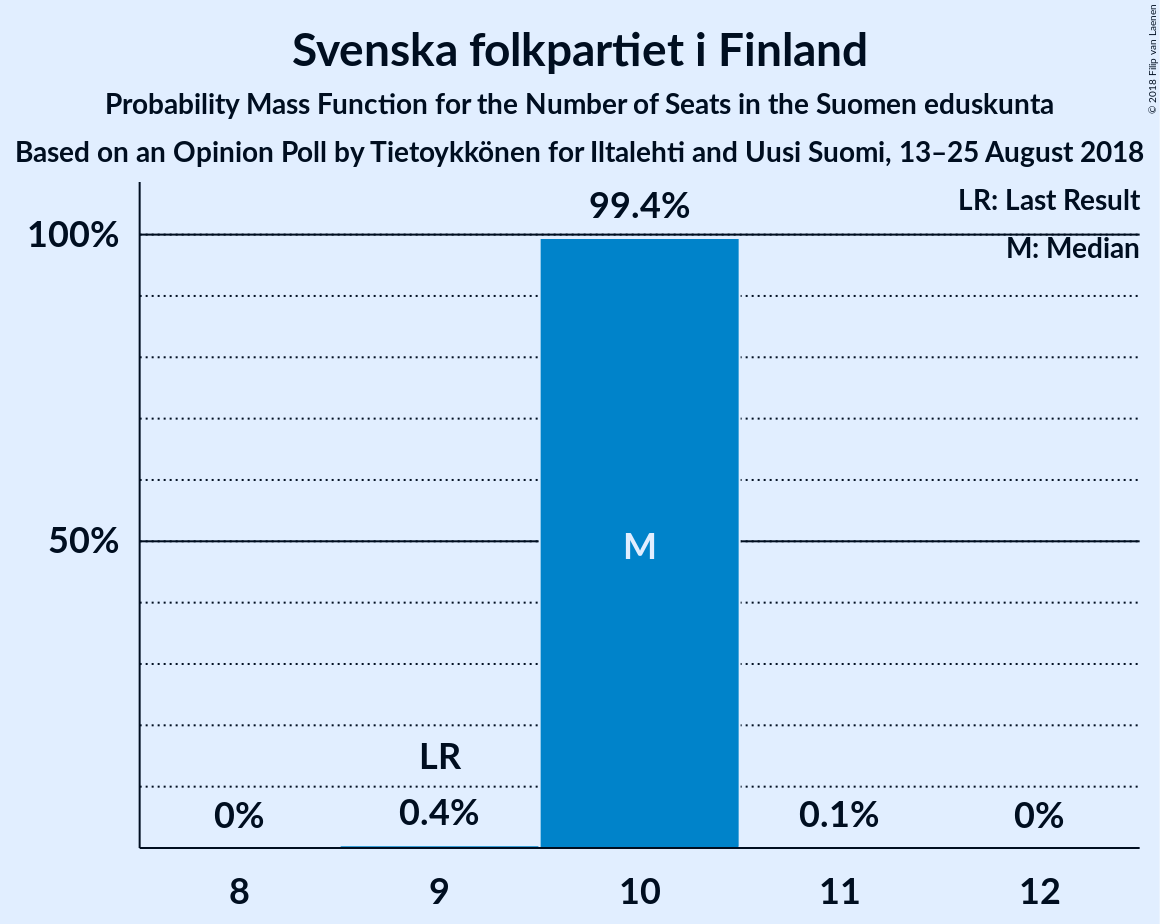 Svenska folkpartiet i Finland
Probability Mass Function for the Number of Seats in the Suomen eduskunta
Based on an Opinion Poll by Tietoykkönen for Iltalehti and Uusi Suomi, 13–25 August 2018
© 2018 Filip van Laenen
LR: Last Result
M: Median
99.4%
100%
50%
M
LR
0%
0.4%
0.1%
0%
8
9
10
11
12